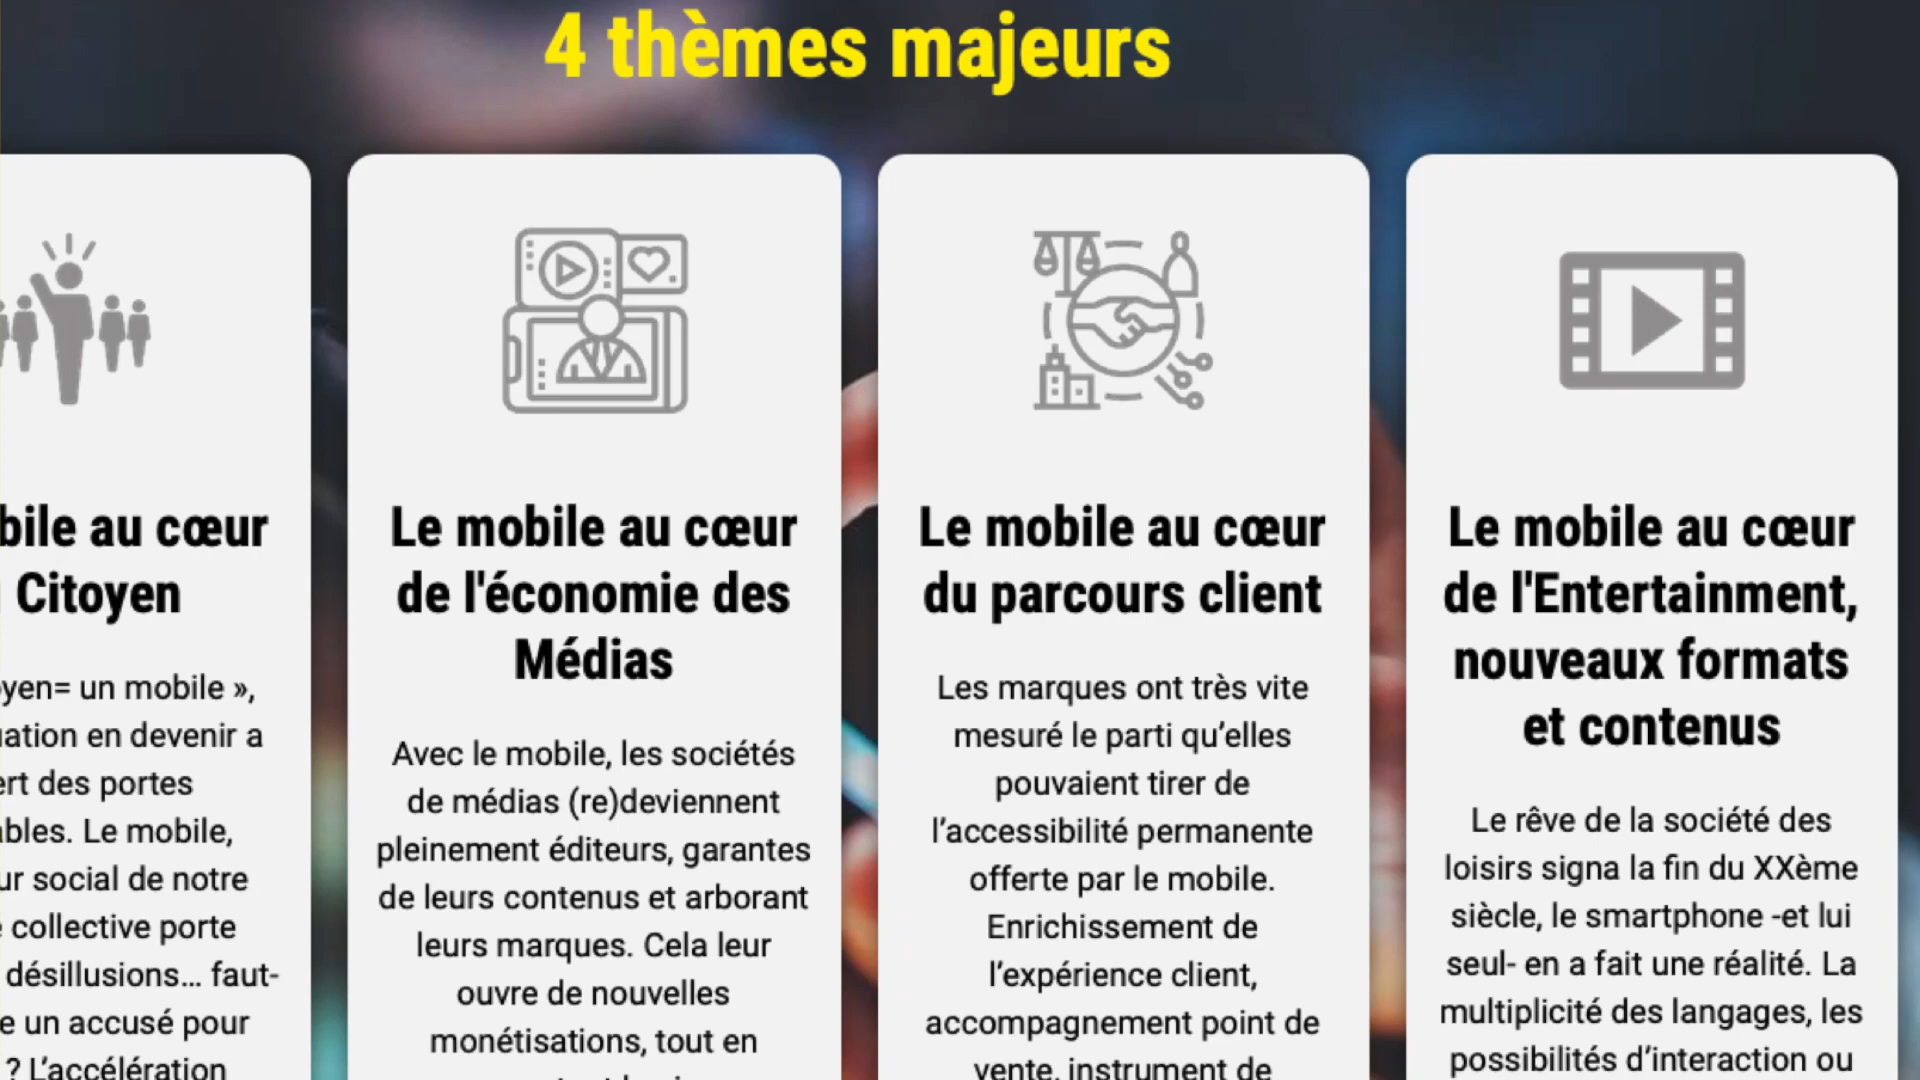 4 thèmes majeurs
bile au cœur
Citoyen
yen= un mobile »,
ation en devenir a
ert des portes
bles. Le mobile,
ur social de notre
collective porte
désillusions... faut-
e un accusé pour
? L'accélération
Le mobile au cœur
de l'économie des
Médias
Avec le mobile, les sociétés
de médias (re)deviennent
pleinement éditeurs, garantes
de leurs contenus et arborant
leurs marques. Cela leur
ouvre de nouvelles
monétisations, tout en
Le mobile au cœur
du parcours client
Les marques ont très vite
mesuré le parti qu’elles
pouvaient tirer de
l’accessibilité permanente
offerte par le mobile.
Enrichissement de
l’expérience client,
accompagnement point de
vente, instrument de
Le mobile au cœur
de l'Entertainment,
nouveaux formats
et contenus
Le rêve de la société des
loisirs signa la fin du XXème
siècle, le smartphone -et lui
seul- en a fait une réalité. La
multiplicité des langages, les
possibilités d’interaction ou